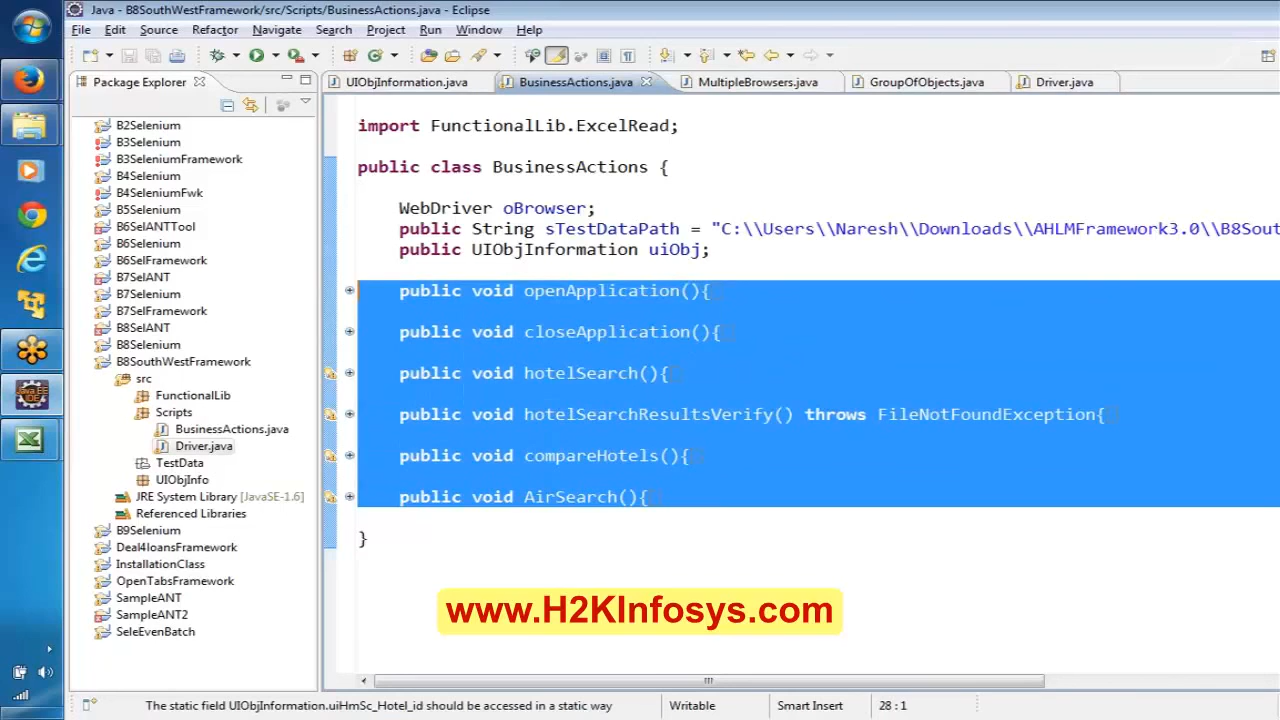 Java - B8SouthWestFramework/src/Scripts/BusinessActions.java - Eclipse
File Edit Source Refactor Navigate Search Project Run Window Help
Package Explorer
UIObjInformation.java BusinessActions.java MultipleBrowsers.java GroupOfObjects.java Driver.java
B2Selenium
B3Selenium
B3SeleniumFramework
B4Selenium
B4SeleniumFwk
B5Selenium
B6SelANTTool
B6Selenium
B6SelFramework
B7SelANT
B7Selenium
B7SelFramework
B8SelANT
B8Selenium
B8SouthWestFramework
src
FunctionalLib
Scripts
BusinessActions.java
Driver.java
TestData
UIObjInfo
JRE System Library [JavaSE-1.6]
Referenced Libraries
B9Selenium
Deal4loansFramework
InstallationClass
OpenTabsFramework
SampleANT
SampleANT2
SeleEvenBatch
import FunctionalLib.ExcelRead;
public class BusinessActions {
WebDriver oBrowser;
public String sTestDataPath = "C:\\Users\\Naresh\\Downloads\\AHLMFramework3.0\\B8Sout
public UIObjInformation uiObj;
public void openApplication(){
public void closeApplication(){
public void hotelSearch(){
public void hotelSearchResultsVerify() throws FileNotFoundException{
public void compareHotels(){
public void AirSearch(){
}
www.H2KInfosys.com
The static field UIObjInformation.uiHmSc_Hotel_id should be accessed in a static way Writable Smart Insert 28 : 1